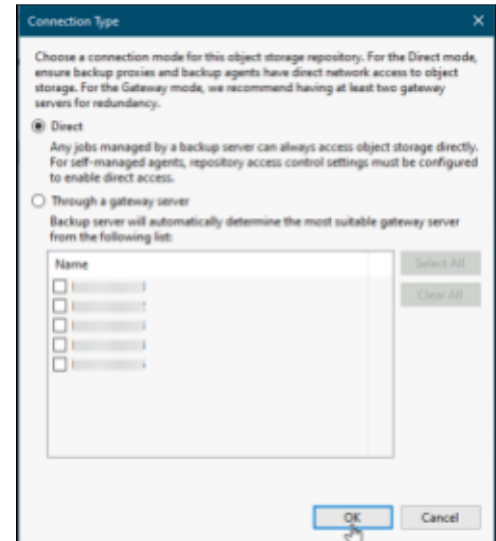 Connection Type
Choose a connection mode for this object storage repository. For the Direct mode,
ensure backup proxies and backup agents have direct network access to object
storage. For the Gateway mode, we recommend having at least two gateway
servers for redundancy.
Direct
Any jobs managed by a backup server can always access object storage directly.
For self-managed agents, repository access control settings must be configured
to enable direct access.
Through a gateway server
Backup server will automatically determine the most suitable gateway server
from the following list:
Name
Select All
Clear All
OK
Cancel